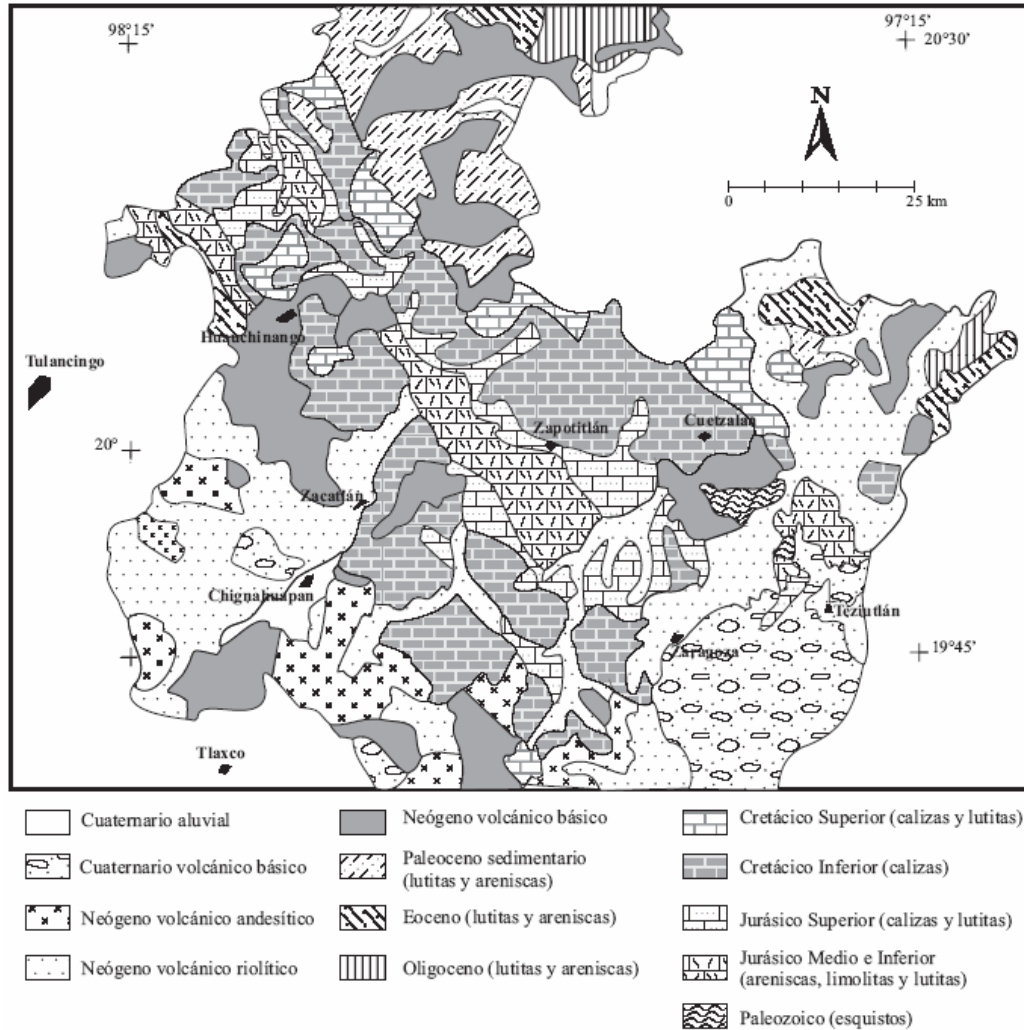 98°15'
97°15'
20°30'
N
0
25 km
Huauchinango
Tulancingo
20°
Zapotitlán
Cuetzalan
Zacatlán
Chignahuapan
Teziutlán
Zaragoza
19°45'
Tlaxco
Cuaternario aluvial
Cuaternario volcánico básico
Neógeno volcánico andesítico
Neógeno volcánico riolítico
Neógeno volcánico básico
Paleoceno sedimentario
(lutitas y areniscas)
Eoceno (lutitas y areniscas)
Oligoceno (lutitas y areniscas)
Cretácico Superior (calizas y lutitas)
Cretácico Inferior (calizas)
Jurásico Superior (calizas y lutitas)
Jurásico Medio e Inferior
(areniscas, limolitas y lutitas)
Paleozoico (esquistos)